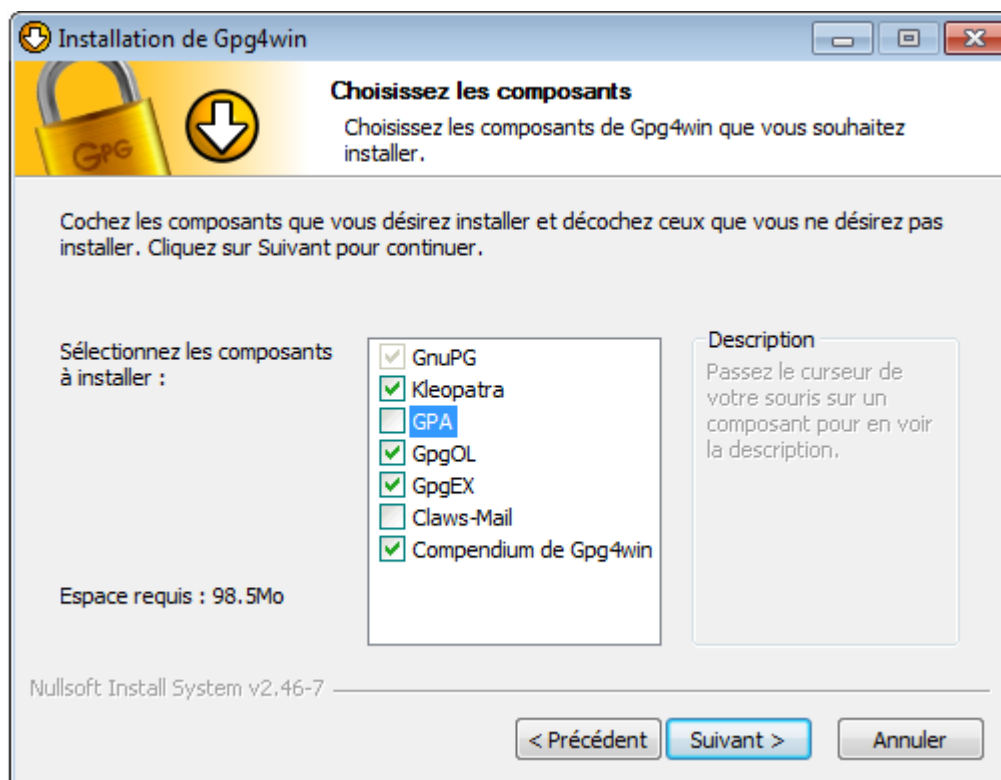 Installation de Gpg4win
GPG
Choisissez les composants
Choisissez les composants de Gpg4win que vous souhaitez
installer.
Cochez les composants que vous désirez installer et décochez ceux que vous ne désirez pas
installer. Cliquez sur Suivant pour continuer.
Sélectionnez les composants
à installer :
GnuPG
Kleopatra
GPA
GpgOL
GpgEX
Claws-Mail
Compendium de Gpg4win
Description
Passez le curseur de
votre souris sur un
composant pour en voir
la description.
Espace requis : 98.5Mo
Nullsoft Install System v2.46-7
< Précédent
Suivant >
Annuler